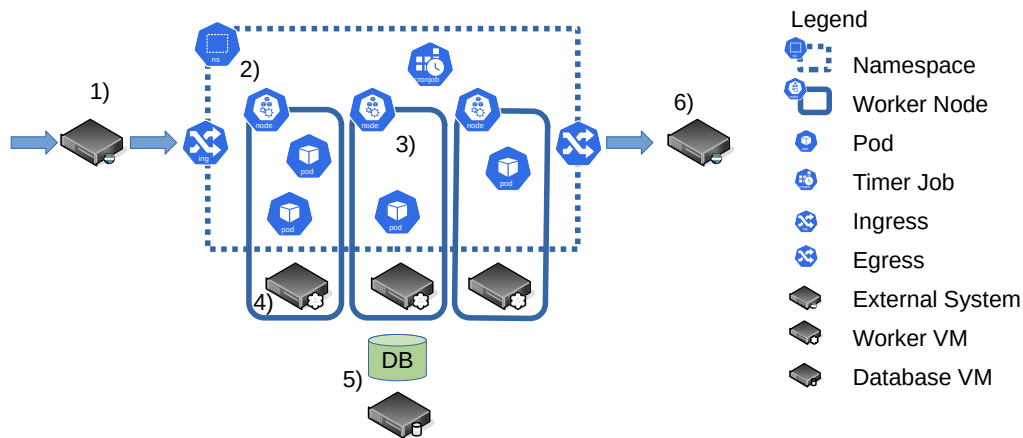 Legend
ns
2)
cronjob
Namespace
1)
6)
node
node
node
Worker Node
3)
ing
pod
Pod
pod
Timer Job
pod
pod
Ingress
Egress
4)
External System
Worker VM
DB
5)
Database VM